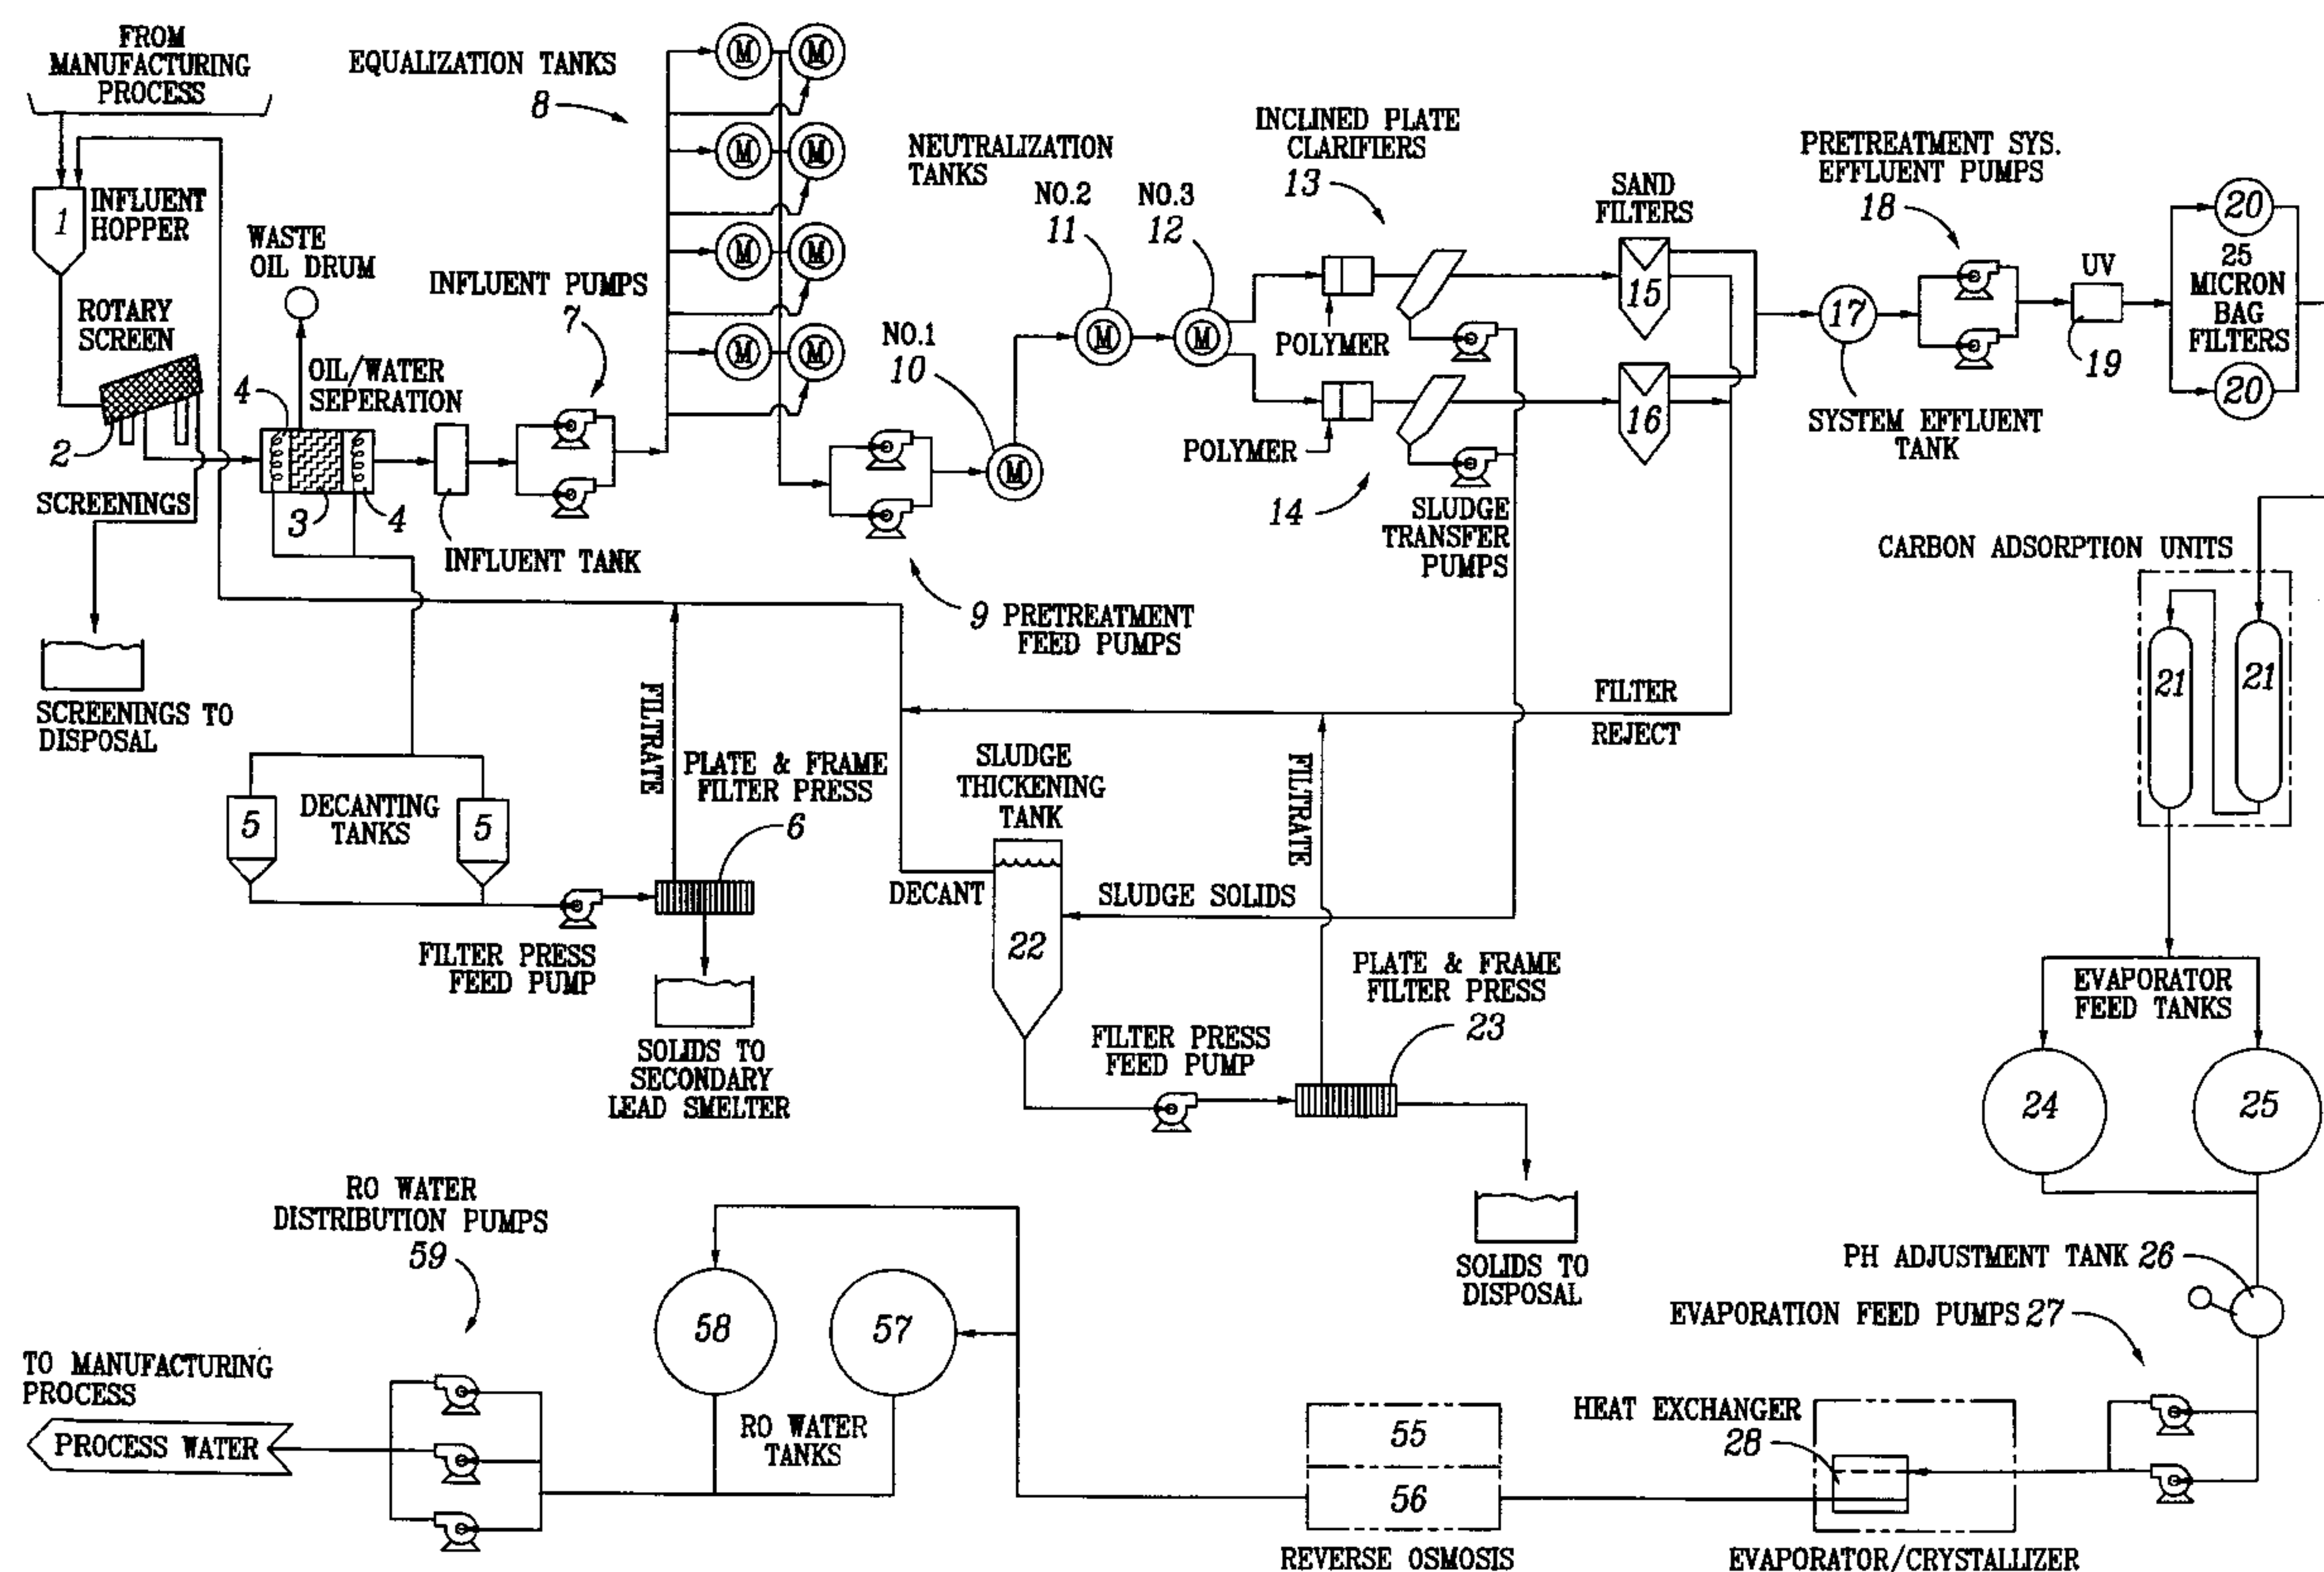 FROM
MANUFACTURING
PROCESS
1
INFLUENT
HOPPER
ROTARY
SCREEN
2
SCREENINGS
SCREENINGS TO
DISPOSAL
WASTE
OIL DRUM
4
OIL/WATER
SEPERATION
3
4
INFLUENT TANK
INFLUENT PUMPS
7
EQUALIZATION TANKS
8
M
M
M
M
M
M
M
M
9 PRETREATMENT
FEED PUMPS
NEUTRALIZATION
TANKS
NO.1
10
M
NO.2
11
M
NO.3
12
M
INCLINED PLATE
CLARIFIERS
13
POLYMER
POLYMER
14
SLUDGE
TRANSFER
PUMPS
SAND
FILTERS
15
16
17
SYSTEM EFFLUENT
TANK
PRETREATMENT SYS.
EFFLUENT PUMPS
18
UV
19
20
25
MICRON
BAG
FILTERS
20
CARBON ADSORPTION UNITS
21
21
FILTER
REJECT
FILTRATE
PLATE & FRAME
FILTER PRESS
6
DECANTING
TANKS
5
5
FILTER PRESS
FEED PUMP
SOLIDS TO
SECONDARY
LEAD SMELTER
SLUDGE
THICKENING
TANK
DECANT
22
SLUDGE SOLIDS
FILTRATE
FILTER PRESS
FEED PUMP
PLATE & FRAME
FILTER PRESS
23
SOLIDS TO
DISPOSAL
EVAPORATOR
FEED TANKS
24
25
PH ADJUSTMENT TANK 26
EVAPORATION FEED PUMPS 27
HEAT EXCHANGER
28
EVAPORATOR/CRYSTALLIZER
55
56
REVERSE OSMOSIS
RO WATER
DISTRIBUTION PUMPS
59
58
57
RO WATER
TANKS
TO MANUFACTURING
PROCESS
PROCESS WATER